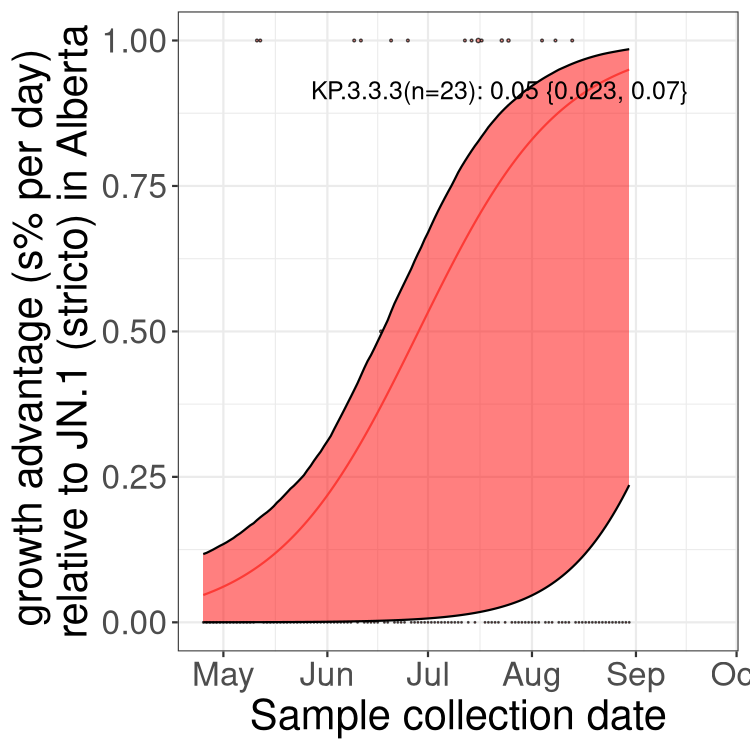 growth advantage (s% per day)
relative to JN.1 (stricto) in Alberta
1.00
0.75
0.50
0.25
0.00
KP.3.3.3(n=23): 0.05 {0.023, 0.07}
May Jun Jul Aug Sep Oc
Sample collection date